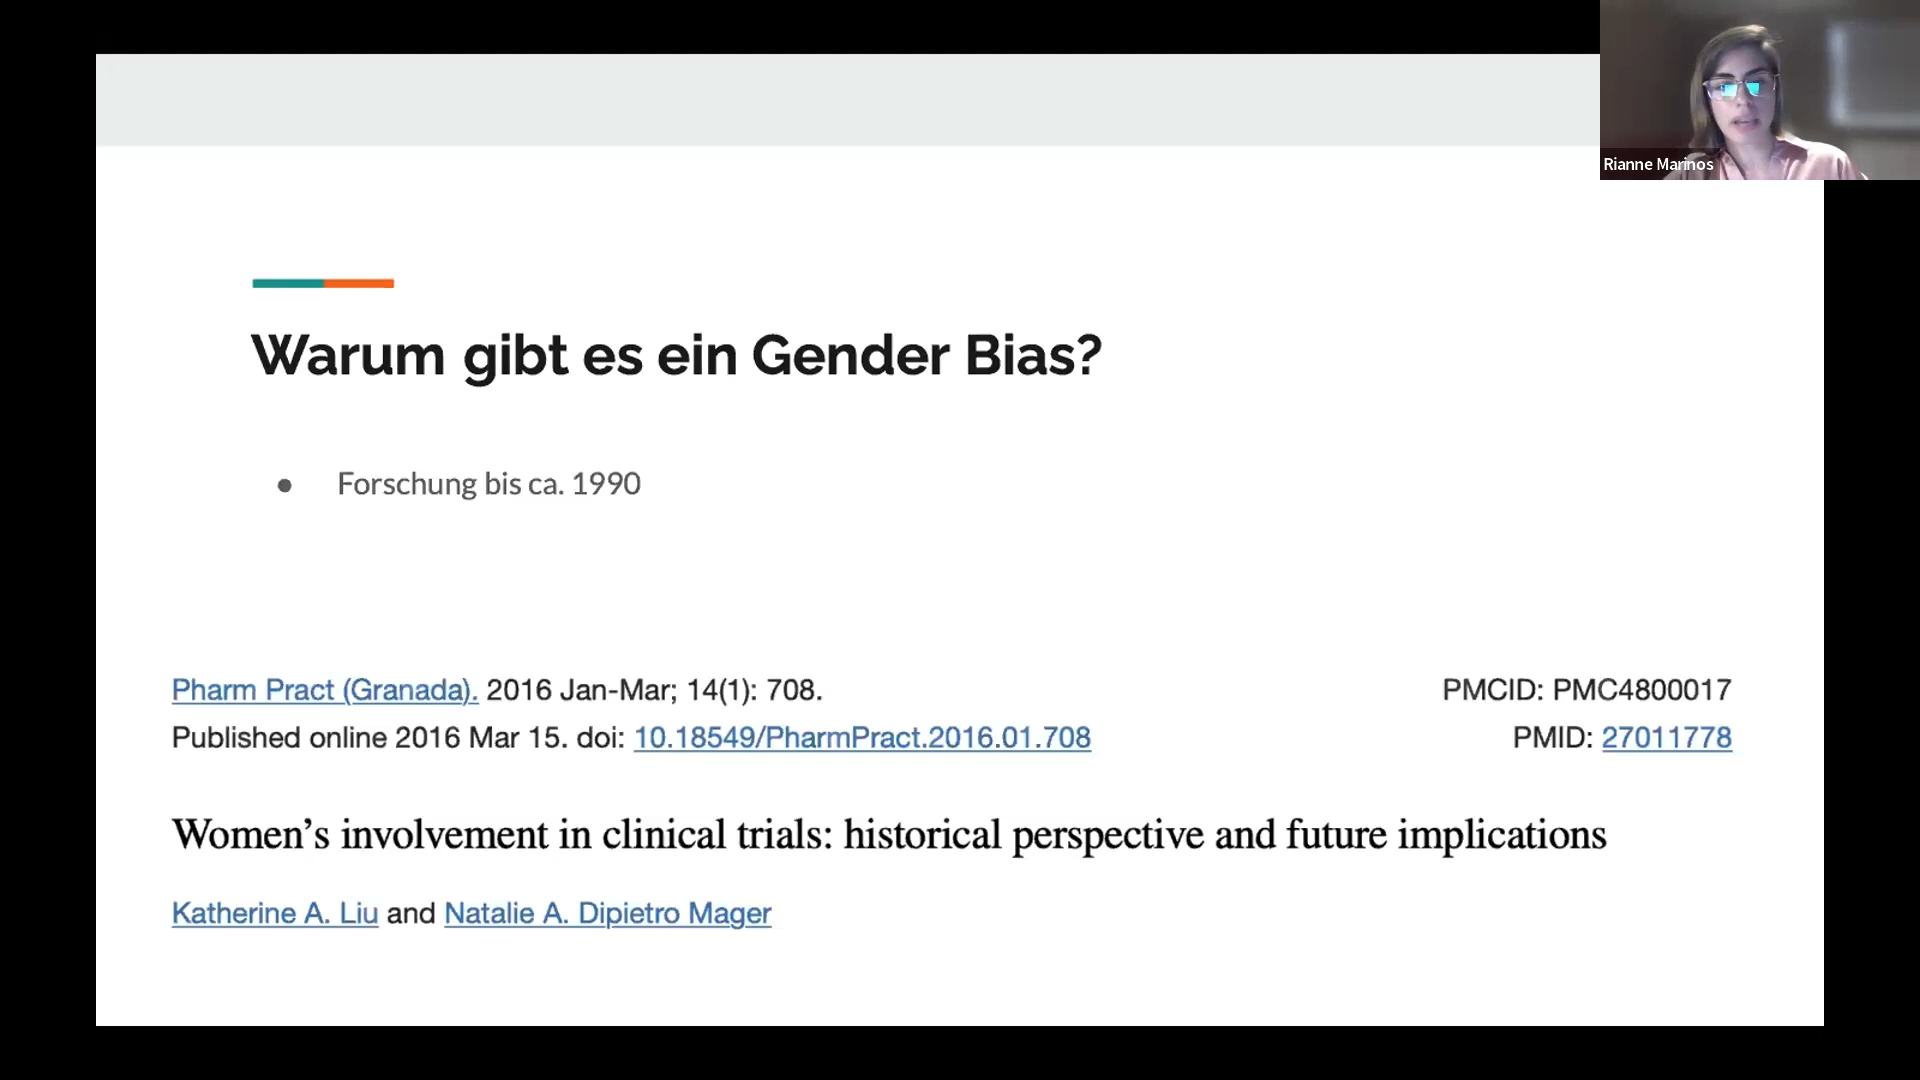 Rianne Marinos
Warum gibt es ein Gender Bias?
● Forschung bis ca. 1990
Pharm Pract (Granada). 2016 Jan-Mar; 14(1): 708.
PMCID: PMC4800017
Published online 2016 Mar 15. doi: 10.18549/PharmPract.2016.01.708
PMID: 27011778
Women’s involvement in clinical trials: historical perspective and future implications
Katherine A. Liu and Natalie A. Dipietro Mager